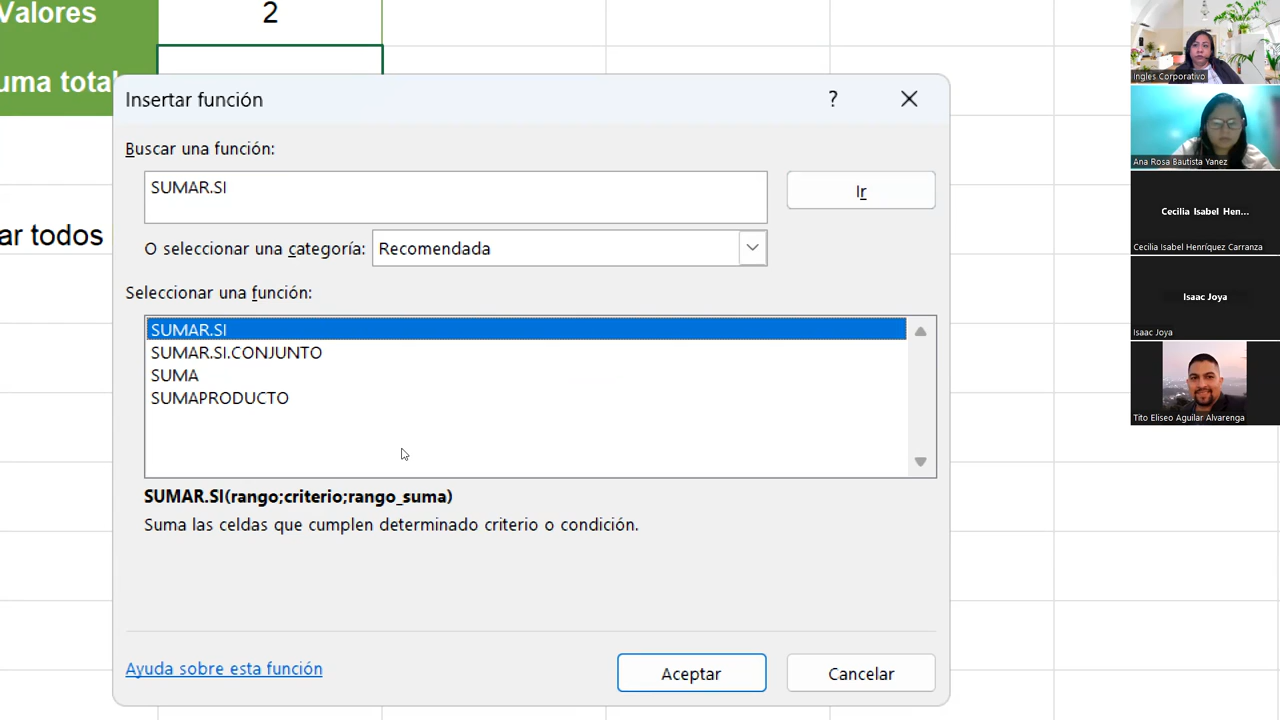 Valores
2
uma total
Insertar función
?
Buscar una función:
SUMAR.SI
Ir
O seleccionar una categoría:
Recomendada
Seleccionar una función:
SUMAR.SI
SUMAR.SI.CONJUNTO
SUMA
SUMAPRODUCTO
SUMAR.SI(rango;criterio;rango_suma)
Suma las celdas que cumplen determinado criterio o condición.
Ayuda sobre esta función
Aceptar
Cancelar
ar todos
Ingles Corporativo
Ana Rosa Bautista Yanez
Cecilia Isabel Hen...
Cecilia Isabel Henríquez Carranza
Isaac Joya
Isaac Joya
Tito Eliseo Aguilar Alvarenga